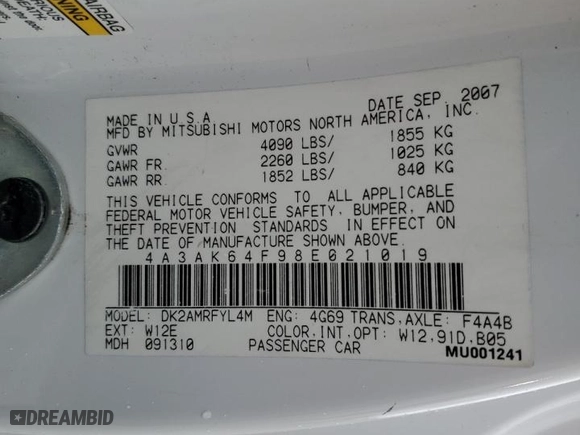 AIRBAG
WARNING
MADE IN U.S.A DATE SEP. 2007
MFD BY MITSUBISHI MOTORS NORTH AMERICA, INC.
GVWR 4090 LBS/ 1855 KG
GAWR FR 2260 LBS/ 1025 KG
GAWR RR 1852 LBS/ 840 KG
THIS VEHICLE CONFORMS TO ALL APPLICABLE
FEDERAL MOTOR VEHICLE SAFETY, BUMPER, AND
THEFT PREVENTION STANDARDS IN EFFECT ON
THE DATE OF MANUFACTURE SHOWN ABOVE.
4A3AK64F98E021019
MODEL: DK2AMRFYL4M ENG: 4G69 TRANS,AXLE: F4A4B
EXT: W12E COLOR,INT,OPT: W12,91D,B05
MDH 091310 PASSENGER CAR MU001241
DREAMBID